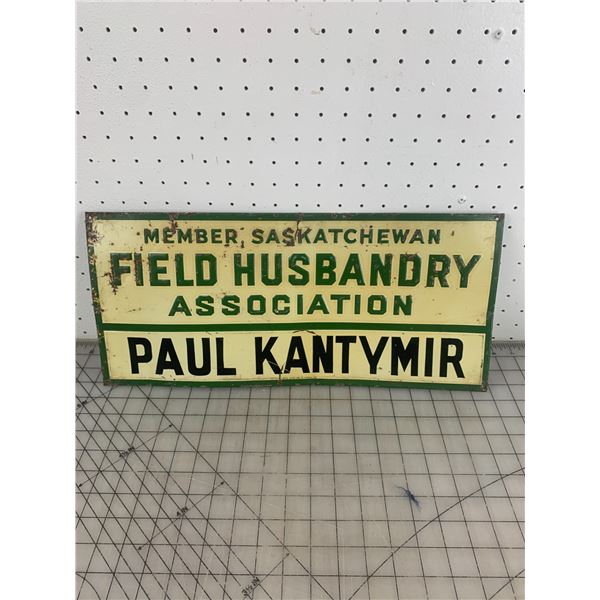 MEMBER, SASKATCHEWAN
FIELD HUSBANDRY
ASSOCIATION
PAUL KANTYMIR